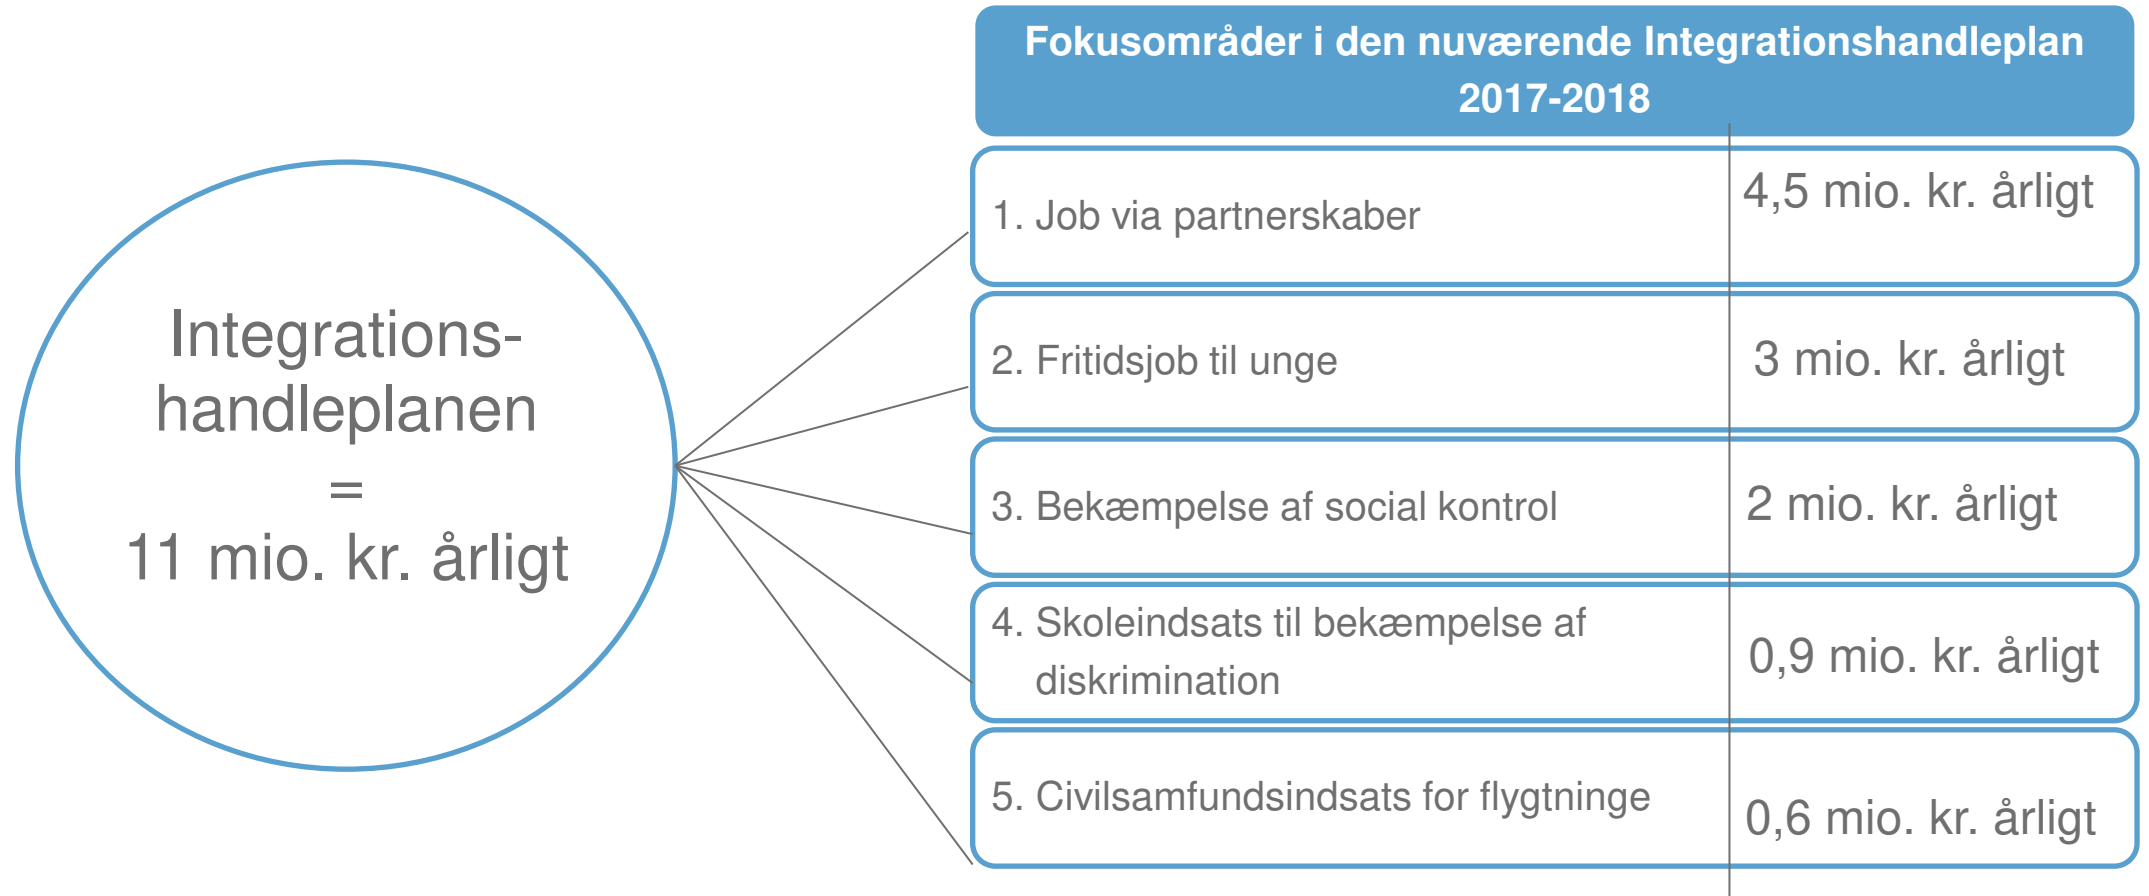 Integrations-
handleplanen
=
11 mio. kr. årligt
Fokusområder i den nuværende Integrationshandleplan
2017-2018
1. Job via partnerskaber
4,5 mio. kr. årligt
2. Fritidsjob til unge
3 mio. kr. årligt
3. Bekæmpelse af social kontrol
2 mio. kr. årligt
4. Skoleindsats til bekæmpelse af
diskrimination
0,9 mio. kr. årligt
5. Civilsamfundsindsats for flygtninge
0,6 mio. kr. årligt